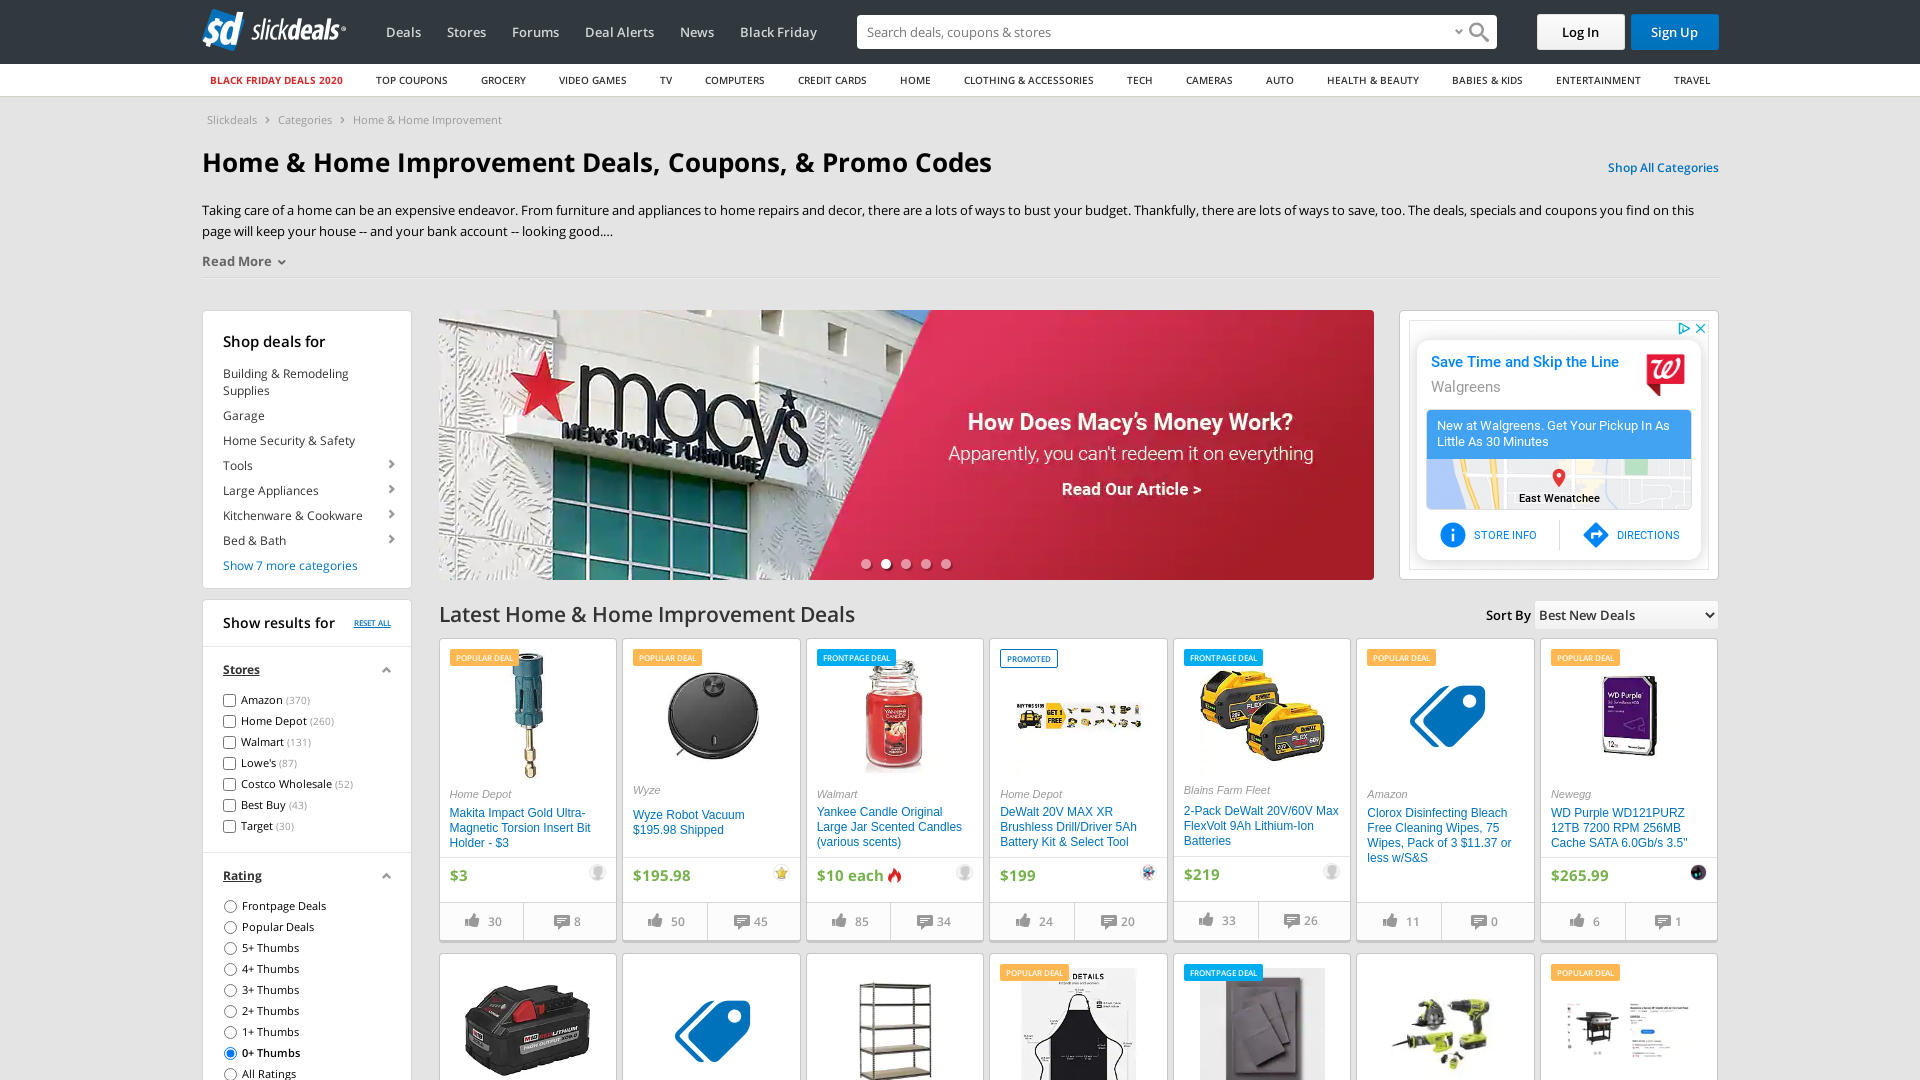 sd slickdeals
Deals
Stores
Forums
Deal Alerts
News
Black Friday
Search deals, coupons & stores
Log In
Sign Up
BLACK FRIDAY DEALS 2020
TOP COUPONS
GROCERY
VIDEO GAMES
TV
COMPUTERS
CREDIT CARDS
HOME
CLOTHING & ACCESSORIES
TECH
CAMERAS
AUTO
HEALTH & BEAUTY
BABIES & KIDS
ENTERTAINMENT
TRAVEL
Slickdeals > Categories > Home & Home Improvement
Home & Home Improvement Deals, Coupons, & Promo Codes
Shop All Categories
Taking care of a home can be an expensive endeavor. From furniture and appliances to home repairs and decor, there are a lots of ways to bust your budget. Thankfully, there are lots of ways to save, too. The deals, specials and coupons you find on this
page will keep your house -- and your bank account -- looking good.…
Read More
Shop deals for
Building & Remodeling
Supplies
Garage
Home Security & Safety
Tools
Large Appliances
Kitchenware & Cookware
Bed & Bath
Show 7 more categories
Show results for
RESET ALL
Stores
Amazon (370)
Home Depot (260)
Walmart (131)
Lowe's (87)
Costco Wholesale (52)
Best Buy (43)
Target (30)
Rating
Frontpage Deals
Popular Deals
5+ Thumbs
4+ Thumbs
3+ Thumbs
2+ Thumbs
1+ Thumbs
0+ Thumbs
All Ratings
macy's
MEN'S HOME FURNITURE
How Does Macy's Money Work?
Apparently, you can't redeem it on everything
Read Our Article >
Save Time and Skip the Line
Walgreens
W
New at Walgreens. Get Your Pickup In As
Little As 30 Minutes
East Wenatchee
STORE INFO
DIRECTIONS
Latest Home & Home Improvement Deals
Sort By
Best New Deals
POPULAR DEAL
Home Depot
Makita Impact Gold Ultra-
Magnetic Torsion Insert Bit
Holder - $3
$3
30
8
POPULAR DEAL
Wyze
Wyze Robot Vacuum
$195.98 Shipped
$195.98
50
45
FRONTPAGE DEAL
YANKEE CANDLE
Walmart
Yankee Candle Original
Large Jar Scented Candles
(various scents)
$10 each
85
34
PROMOTED
BUY THIS $199
GET 1
FREE
Home Depot
DeWalt 20V MAX XR
Brushless Drill/Driver 5Ah
Battery Kit & Select Tool
$199
24
20
FRONTPAGE DEAL
FLEX
FLEX
Blains Farm Fleet
2-Pack DeWalt 20V/60V Max
FlexVolt 9Ah Lithium-Ion
Batteries
$219
33
26
POPULAR DEAL
Amazon
Clorox Disinfecting Bleach
Free Cleaning Wipes, 75
Wipes, Pack of 3 $11.37 or
less w/S&S
11
0
POPULAR DEAL
WD Purple
Newegg
WD Purple WD121PURZ
12TB 7200 RPM 256MB
Cache SATA 6.0Gb/s 3.5"
$265.99
6
1
POPULAR DEAL
DETAILS
FRONTPAGE DEAL
POPULAR DEAL